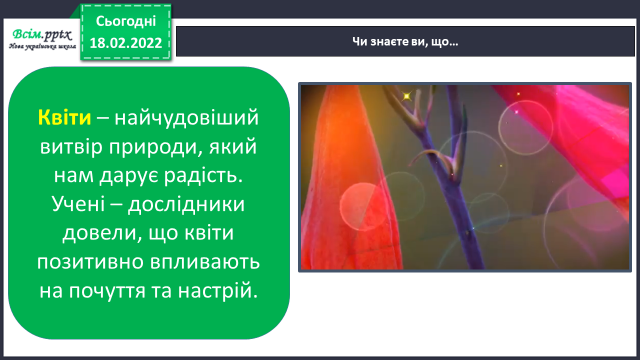 Всім.pptx
Нова українська школа
Сьогодні
18.02.2022
Чи знаєте ви, що…
Квіти – найчудовіший
витвір природи, який
нам дарує радість.
Учені – дослідники
довели, що квіти
позитивно впливають
на почуття та настрій.